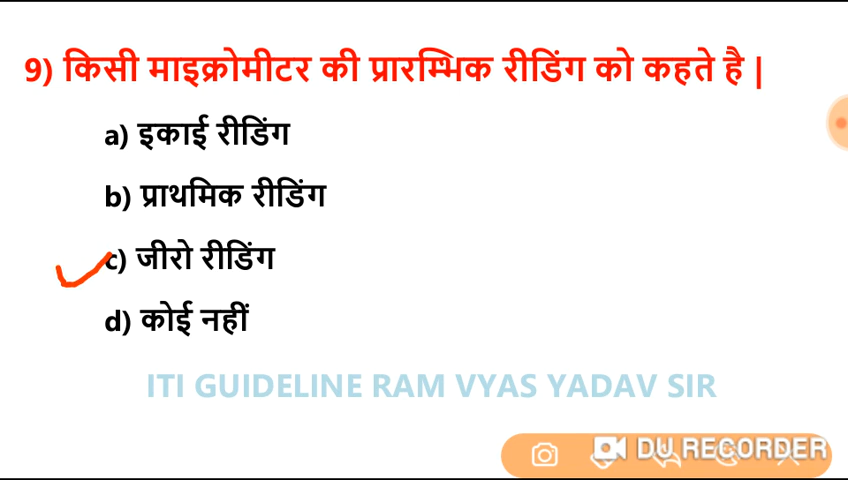 9) किसी माइक्रोमीटर की प्रारम्भिक रीडिंग को कहते है |
a) इकाई रीडिंग
b) प्राथमिक रीडिंग
c) जीरो रीडिंग
d) कोई नहीं
ITI GUIDELINE RAM VYAS YADAV SIR
DU RECORDER